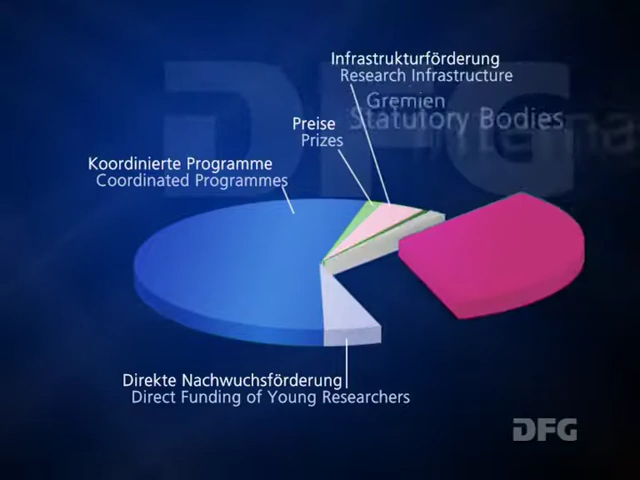 DFG
Infrastrukturförderung
Research Infrastructure
Gremien
Statutory Bodies
Preise
Prizes
Koordinierte Programme
Coordinated Programmes
Direkte Nachwuchsförderung
Direct Funding of Young Researchers
DFG